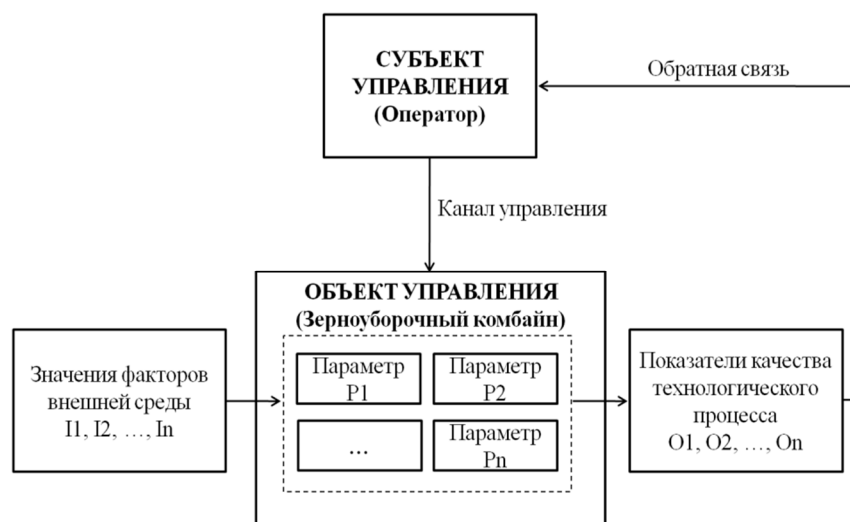 СУБЪЕКТ
УПРАВЛЕНИЯ
(Оператор)
Обратная связь
Канал управления
ОБЪЕКТ УПРАВЛЕНИЯ
(Зерноуборочный комбайн)
Значения факторов
внешней среды
I1, I2, …, In
Параметр
P1
Параметр
P2
…
Параметр
Pn
Показатели качества
технологического
процесса
O1, O2, …, On